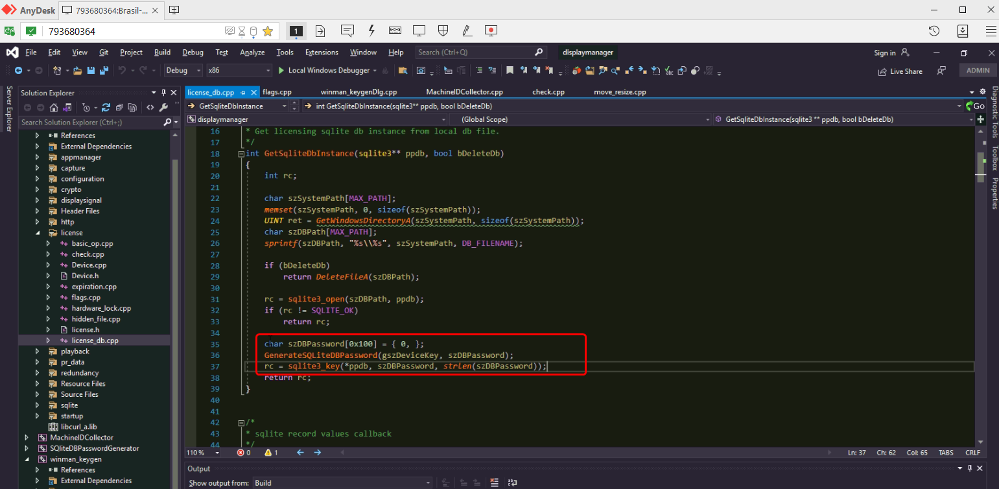 AnyDesk 793680364:Brasil-...
793680364 1
File Edit View Git Project Build Debug Test Analyze Tools Extensions Window Help Search (Ctrl+Q) displaymanager Sign in
Debug x86 Local Windows Debugger Live Share ADMIN
Server Explorer
Solution Explorer
Search Solution Explorer (Ctrl+;)
References
External Dependencies
appmanager
capture
configuration
crypto
displaysignal
Header Files
http
license
basic_op.cpp
check.cpp
Device.cpp
Device.h
expiration.cpp
flags.cpp
hardware_lock.cpp
hidden_file.cpp
license.h
license_db.cpp
playback
pr_data
redundancy
Resource Files
Source Files
sqlite
startup
libcurl_a.lib
MachineIDCollector
SQliteDBPasswordGenerator
winman_keygen
References
External Dependencies
license_db.cpp flags.cpp winman_keygenDlg.cpp MachineIDCollector.cpp check.cpp move_resize.cpp
GetSqliteDbInstance int GetSqliteDbInstance(sqlite3** ppdb, bool bDeleteDb) Go
displaymanager (Global Scope) GetSqliteDbInstance(sqlite3 ** ppdb, bool bDeleteDb)
16 * Get licensing sqlite db instance from local db file.
17 */
18 int GetSqliteDbInstance(sqlite3** ppdb, bool bDeleteDb)
19 {
20 int rc;
21
22 char szSystemPath[MAX_PATH];
23 memset(szSystemPath, 0, sizeof(szSystemPath));
24 UINT ret = GetWindowsDirectoryA(szSystemPath, sizeof(szSystemPath));
25 char szDBPath[MAX_PATH];
26 sprintf(szDBPath, "%s\\%s", szSystemPath, DB_FILENAME);
27
28 if (bDeleteDb)
29 return DeleteFileA(szDBPath);
30
31 rc = sqlite3_open(szDBPath, ppdb);
32 if (rc != SQLITE_OK)
33 return rc;
34
35 char szDBPassword[0x100] = { 0, };
36 GenerateSQLiteDBPassword(gszDeviceKey, szDBPassword);
37 rc = sqlite3_key(*ppdb, szDBPassword, strlen(szDBPassword));
38 return rc;
39 }
40
41
42 /*
43 * sqlite record values callback
44 */
110 % 0 1 Ln: 37 Ch: 62 Col: 65 TABS CRLF
Output
Show output from: Build
Diagnostic Tools
Toolbox
Properties